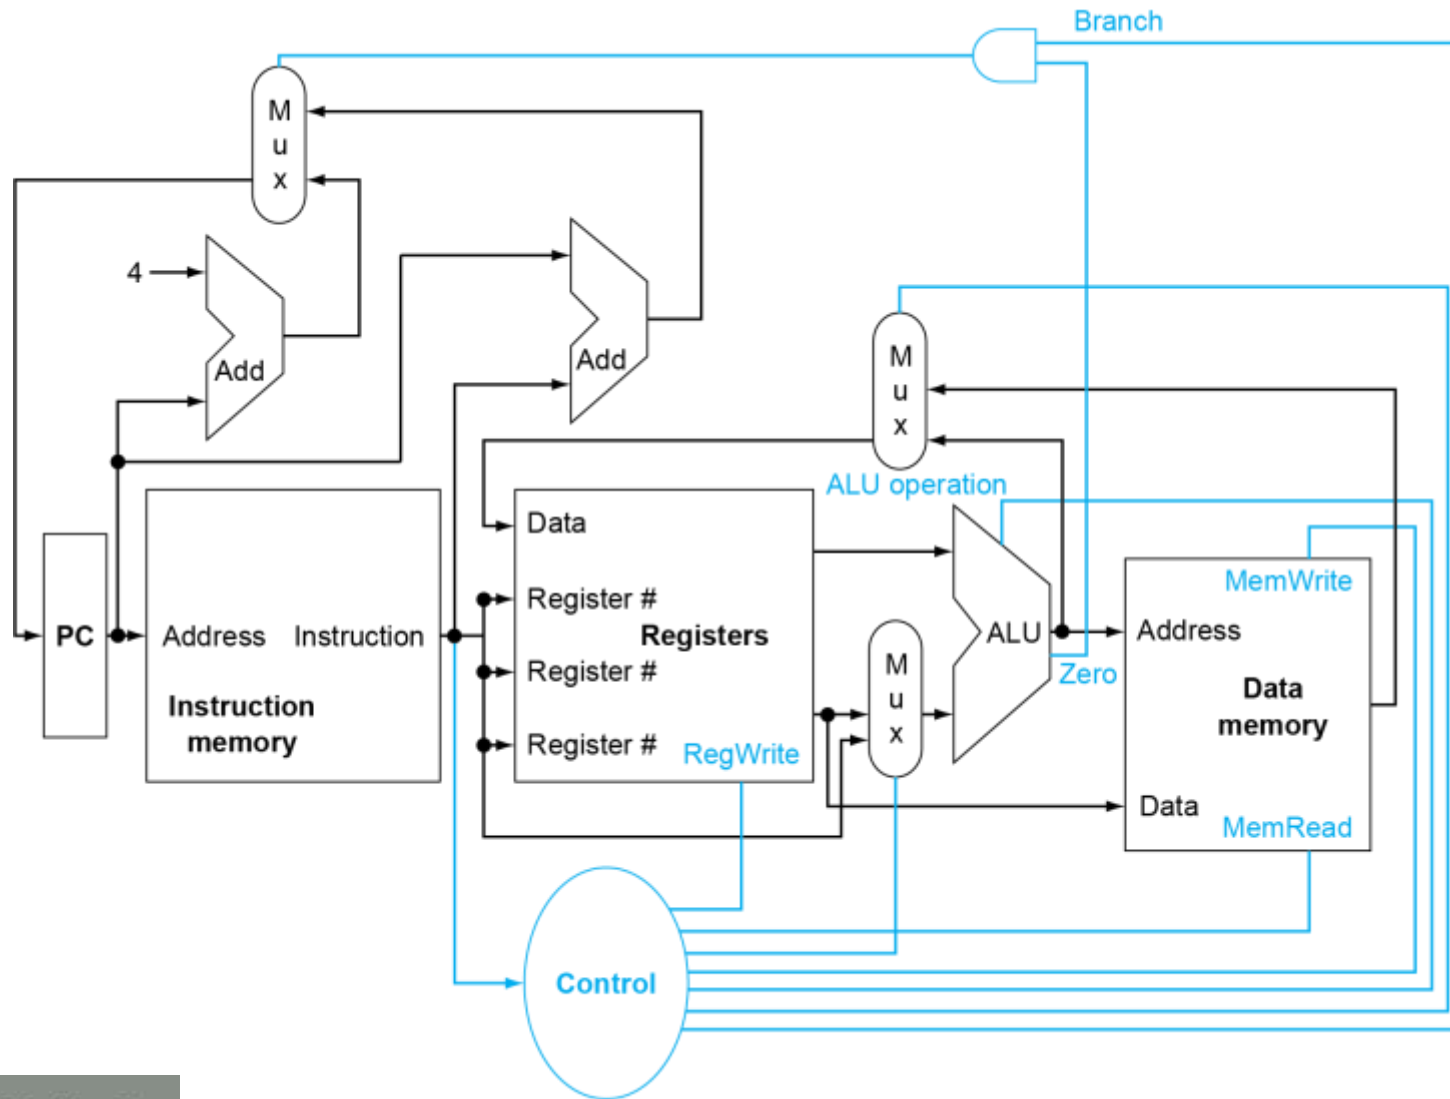 Branch
M
u
x
4
Add
Add
M
u
x
ALU operation
Data
Register #
Registers
Register #
Register #
RegWrite
PC
Address
Instruction
Instruction
memory
M
u
x
ALU
Zero
MemWrite
Address
Data
memory
Data
MemRead
Control